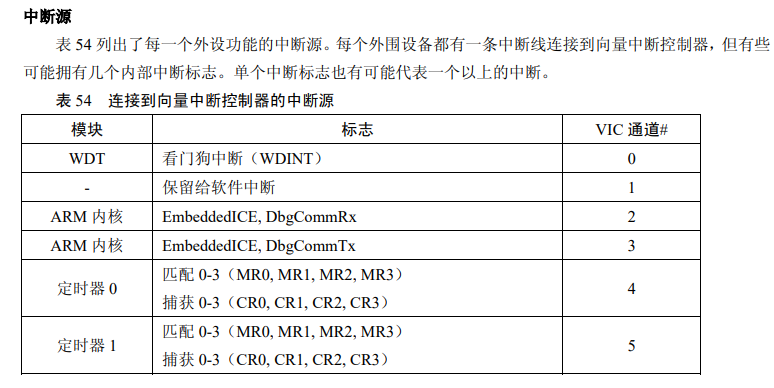 中断源
表 54 列出了每一个外设功能的中断源。每个外围设备都有一条中断线连接到向量中断控制器，但有些
可能拥有几个内部中断标志。单个中断标志也有可能代表一个以上的中断。
表 54 连接到向量中断控制器的中断源
模块 标志 VIC 通道#
WDT 看门狗中断（WDINT） 0
- 保留给软件中断 1
ARM 内核 EmbeddedICE, DbgCommRx 2
ARM 内核 EmbeddedICE, DbgCommTx 3
定时器 0 匹配 0-3（MR0, MR1, MR2, MR3） 4
捕获 0-3（CR0, CR1, CR2, CR3）
定时器 1 匹配 0-3（MR0, MR1, MR2, MR3） 5
捕获 0-3（CR0, CR1, CR2, CR3）